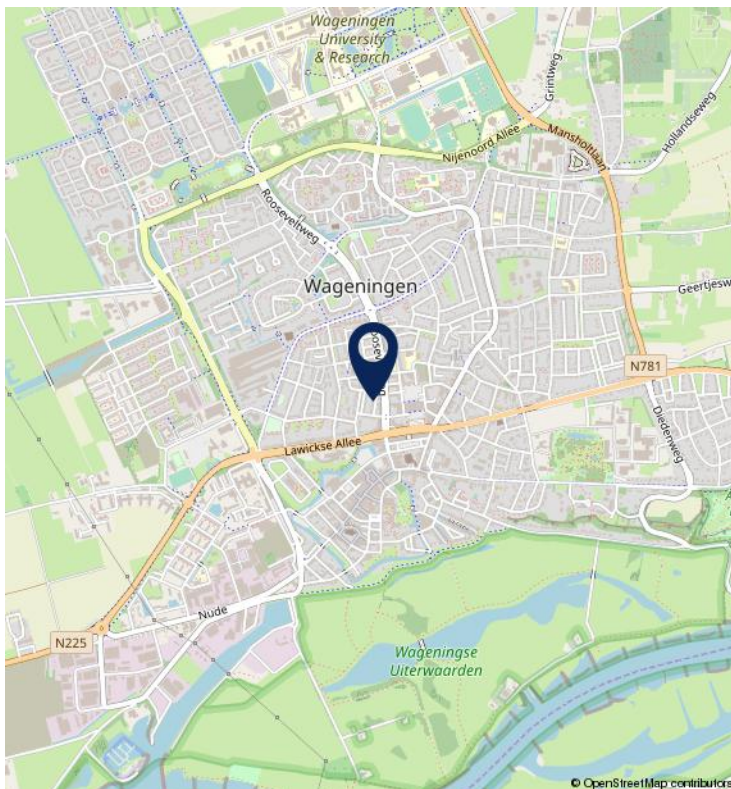 Wageningen
University
& Research
Grintweg
Hollandseweg
Mansholtlaan
Nijenoord Allee
Rooseveltweg
Wageningen
Geertjesw
N781
Diedenweg
Lawickse Allee
Nude
N225
Wageningse
Uiterwaarden
© OpenStreetMap contributors